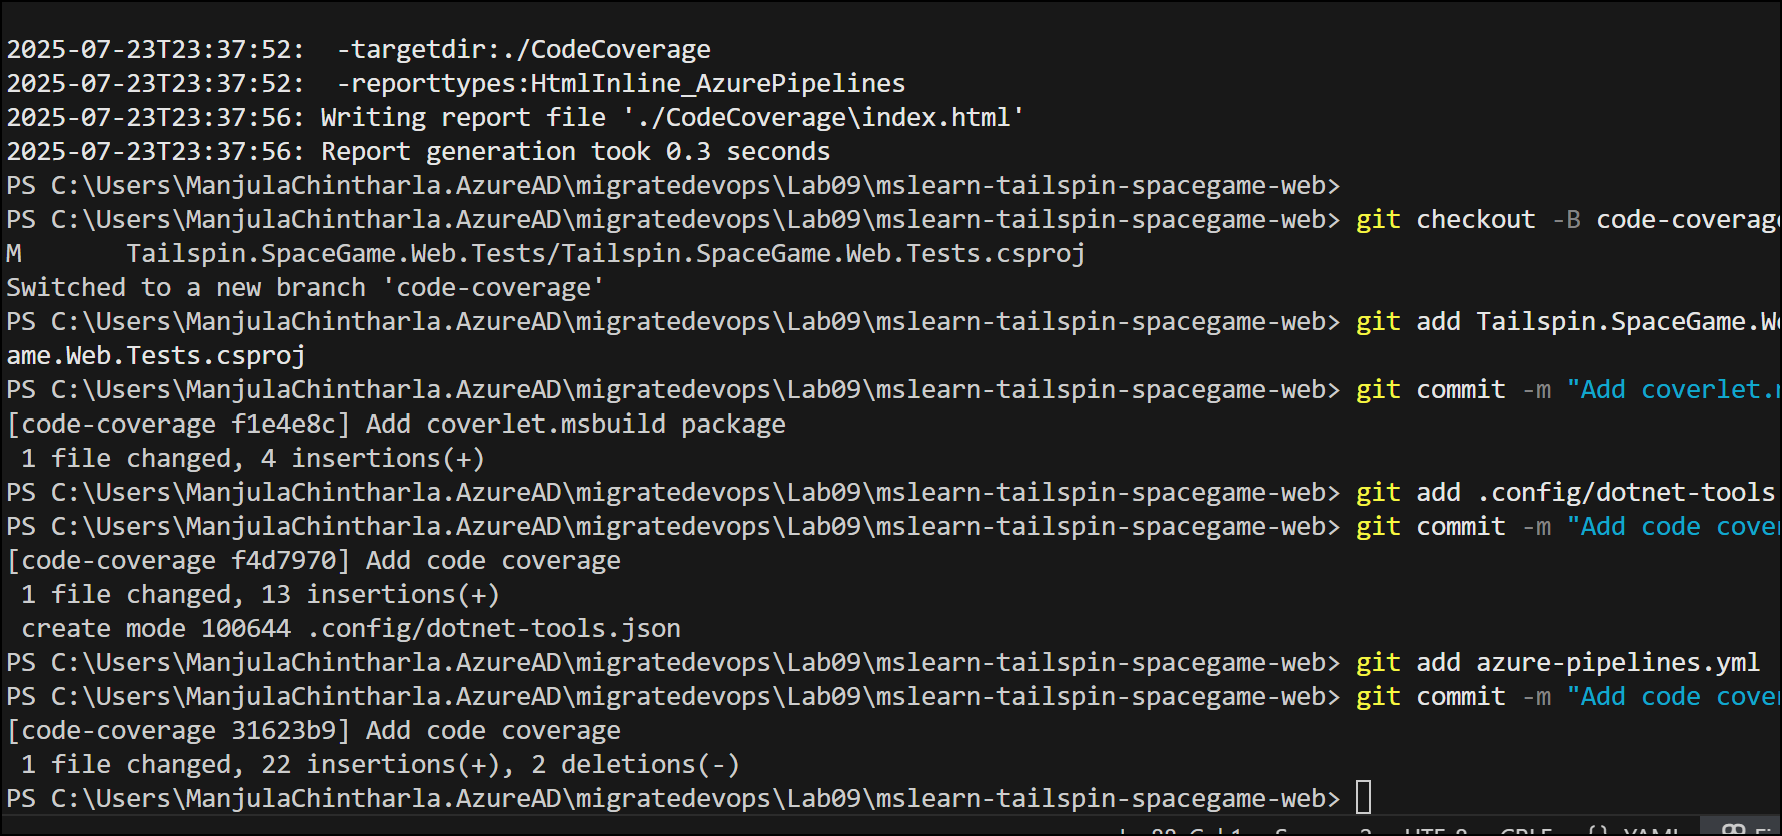 2025-07-23T23:37:52:  -targetdir:./CodeCoverage
2025-07-23T23:37:52:  -reporttypes:HtmlInline_AzurePipelines
2025-07-23T23:37:56: Writing report file './CodeCoverage\index.html'
2025-07-23T23:37:56: Report generation took 0.3 seconds
PS C:\Users\ManjulaChintharla.AzureAD\migratedevops\Lab09\mslearn-tailspin-spacegame-web>
PS C:\Users\ManjulaChintharla.AzureAD\migratedevops\Lab09\mslearn-tailspin-spacegame-web> git checkout -B code-coverage
M       Tailspin.SpaceGame.Web.Tests/Tailspin.SpaceGame.Web.Tests.csproj
Switched to a new branch 'code-coverage'
PS C:\Users\ManjulaChintharla.AzureAD\migratedevops\Lab09\mslearn-tailspin-spacegame-web> git add Tailspin.SpaceGame.We
ame.Web.Tests.csproj
PS C:\Users\ManjulaChintharla.AzureAD\migratedevops\Lab09\mslearn-tailspin-spacegame-web> git commit -m "Add coverlet.
[code-coverage f1e4e8c] Add coverlet.msbuild package
 1 file changed, 4 insertions(+)
PS C:\Users\ManjulaChintharla.AzureAD\migratedevops\Lab09\mslearn-tailspin-spacegame-web> git add .config/dotnet-tools
PS C:\Users\ManjulaChintharla.AzureAD\migratedevops\Lab09\mslearn-tailspin-spacegame-web> git commit -m "Add code cover
[code-coverage f4d7970] Add code coverage
 1 file changed, 13 insertions(+)
 create mode 100644 .config/dotnet-tools.json
PS C:\Users\ManjulaChintharla.AzureAD\migratedevops\Lab09\mslearn-tailspin-spacegame-web> git add azure-pipelines.yml
PS C:\Users\ManjulaChintharla.AzureAD\migratedevops\Lab09\mslearn-tailspin-spacegame-web> git commit -m "Add code cover
[code-coverage 31623b9] Add code coverage
 1 file changed, 22 insertions(+), 2 deletions(-)
PS C:\Users\ManjulaChintharla.AzureAD\migratedevops\Lab09\mslearn-tailspin-spacegame-web>